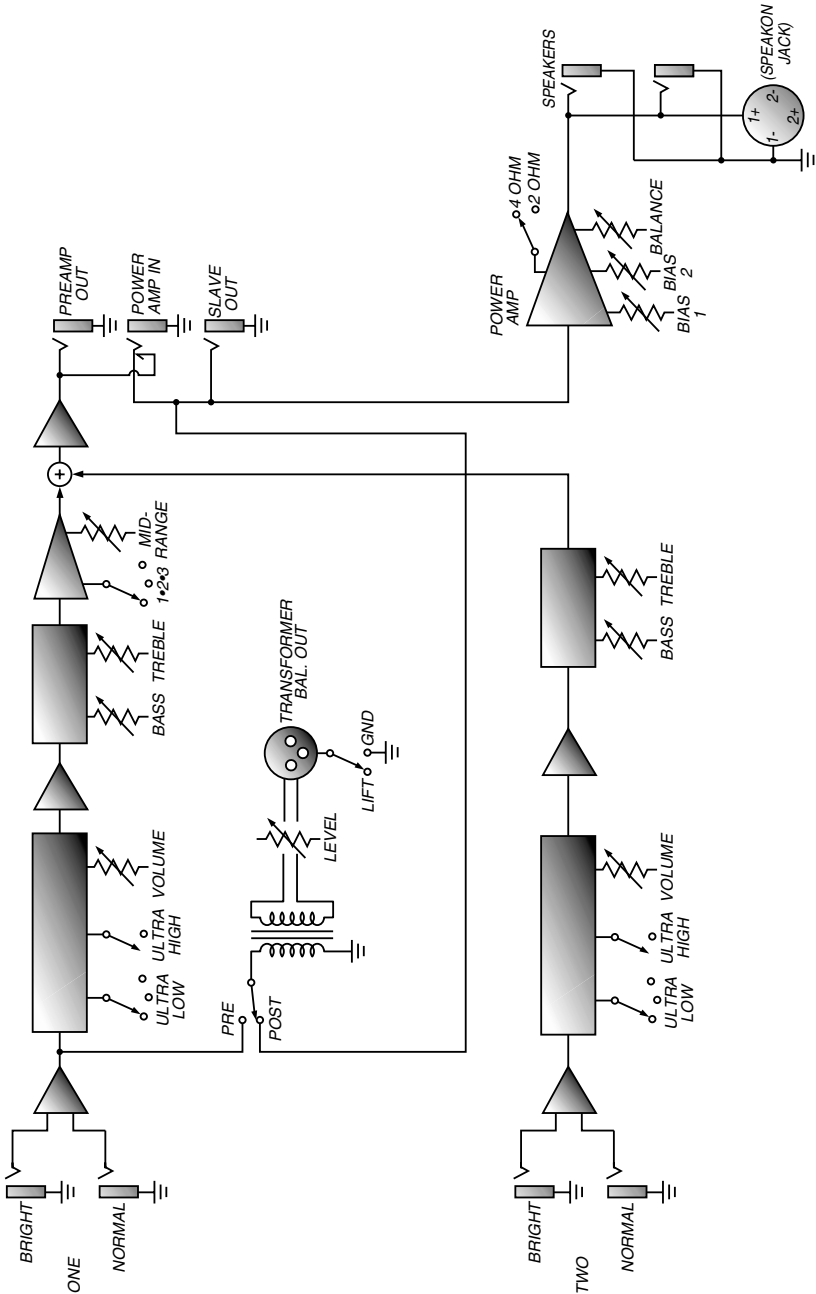 BRIGHT
ONE
NORMAL
ULTRA
LOW
ULTRA
HIGH
VOLUME
BASS
TREBLE
1•2•3
MID-
RANGE
+
PREAMP
OUT
POWER
AMP IN
SLAVE
OUT
PRE
POST
LEVEL
TRANSFORMER
BAL. OUT
LIFT
GND
BRIGHT
TWO
NORMAL
ULTRA
LOW
ULTRA
HIGH
VOLUME
BASS
TREBLE
POWER
AMP
4 OHM
2 OHM
BIAS
1
BIAS
2
BALANCE
SPEAKERS
1+
1-
2-
2+
(SPEAKON
JACK)